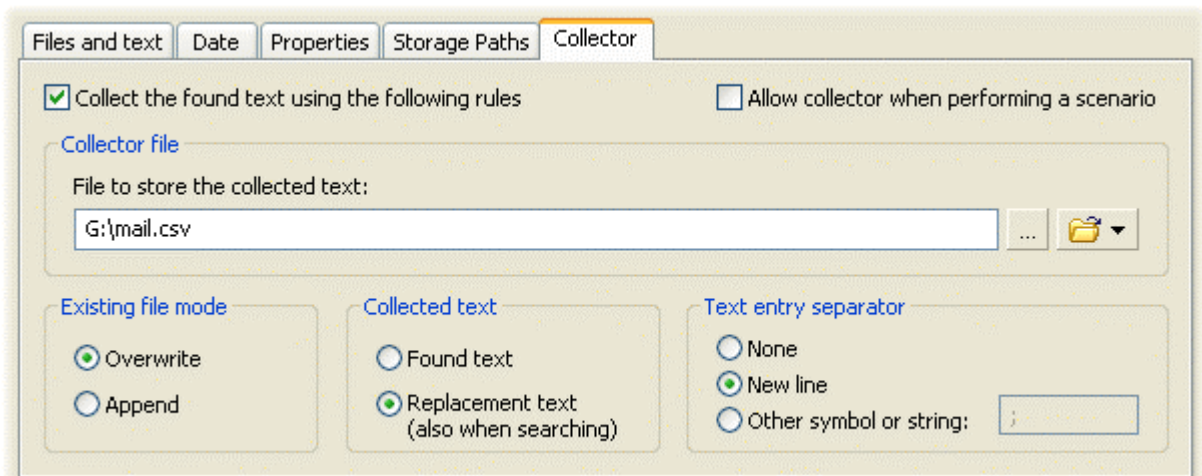 Files and text Date Properties Storage Paths Collector
Collect the found text using the following rules Allow collector when performing a scenario
Collector file
File to store the collected text:
G:\mail.csv ...
Existing file mode Collected text Text entry separator
Overwrite Found text None
Append Replacement text New line
(also when searching) Other symbol or string: ;